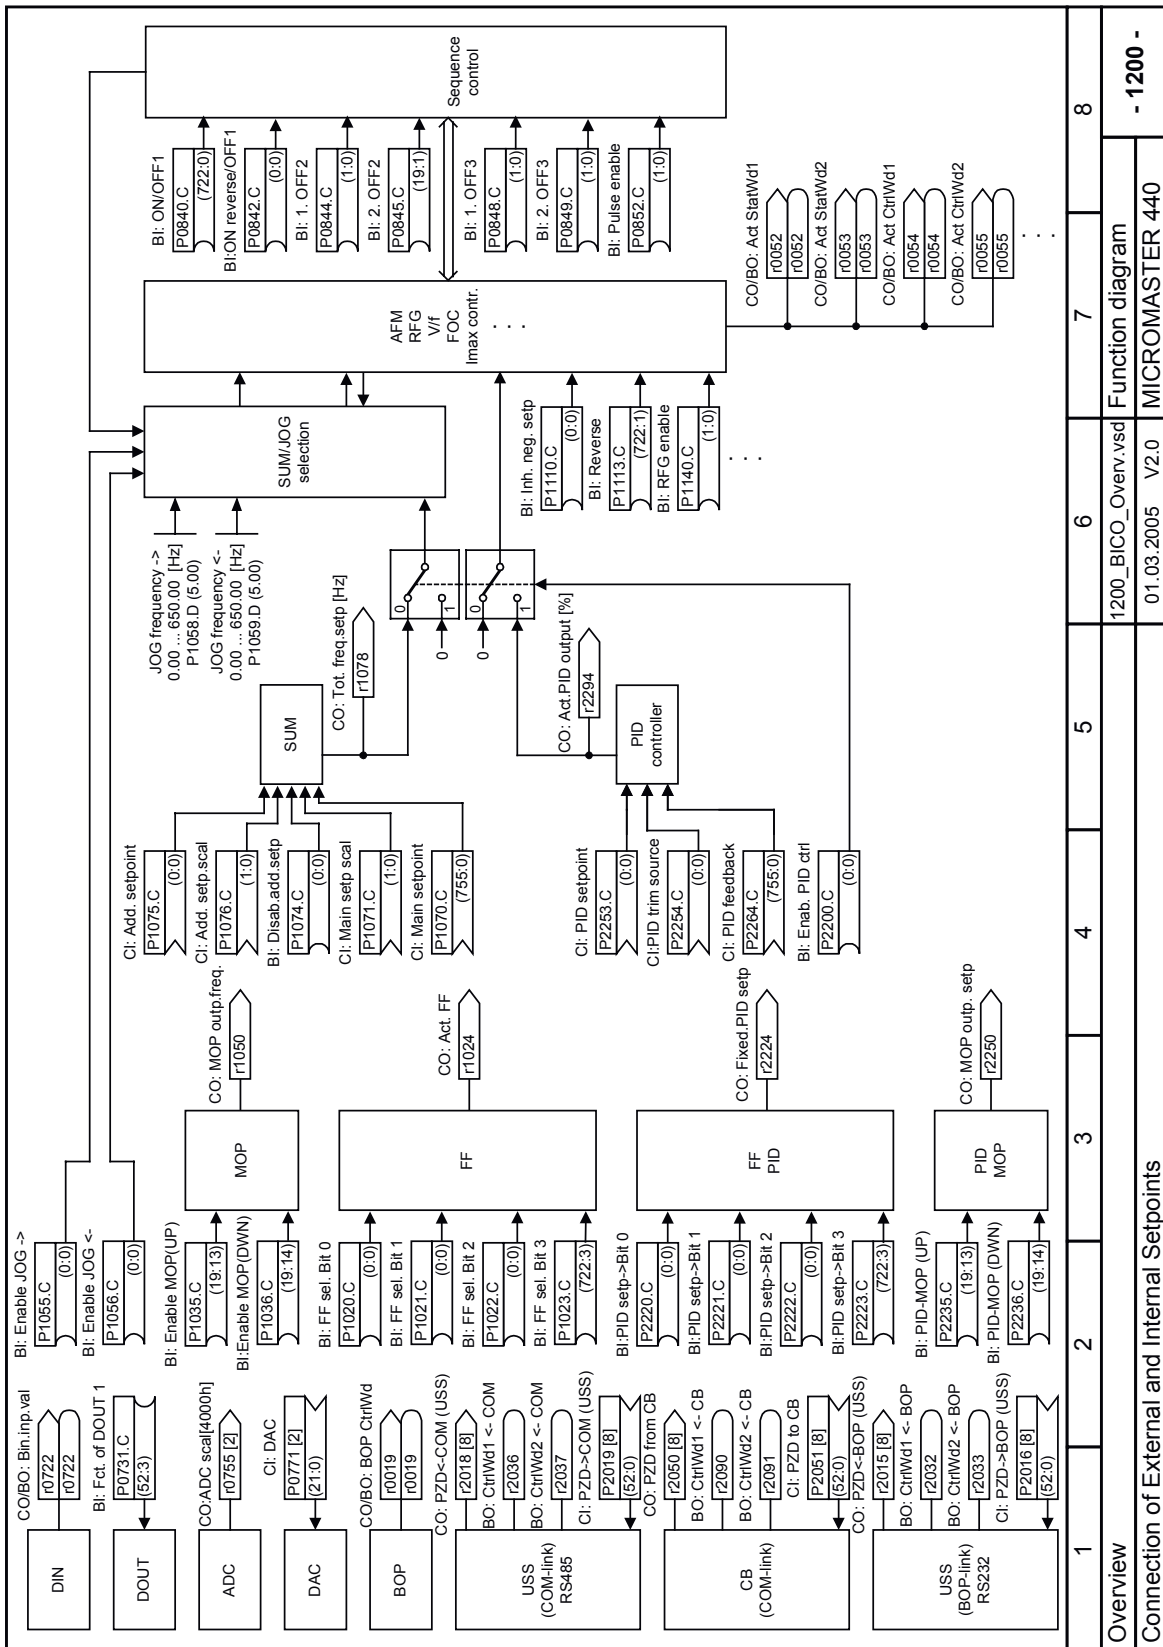 DIN
CO/BO: Bin.inp.val
r0722
r0722
DOUT
BI: Fct. of DOUT 1
P0731.C
(52:3)
ADC
CO:ADC scal[4000h]
r0755 [2]
DAC
CI: DAC
P0771 [2]
(21:0)
BOP
CO/BO: BOP CtrlWd
r0019
r0019
USS
(COM-link)
RS485
CO: PZD<-COM (USS)
r2018 [8]
BO: CtrlWd1 <- COM
r2036
BO: CtrlWd2 <- COM
r2037
CI: PZD->COM (USS)
P2019 [8]
(52:0)
CB
(COM-link)
CO: PZD from CB
r2050 [8]
BO: CtrlWd1 <- CB
r2090
BO: CtrlWd2 <- CB
r2091
CI: PZD to CB
P2051 [8]
(52:0)
USS
(BOP-link)
RS232
CO: PZD<-BOP (USS)
r2015 [8]
BO: CtrlWd1 <- BOP
r2032
BO: CtrlWd2 <- BOP
r2033
CI: PZD->BOP (USS)
P2016 [8]
(52:0)
BI: Enable JOG ->
P1055.C
(0:0)
BI: Enable JOG <-
P1056.C
(0:0)
BI: Enable MOP(UP)
P1035.C
(19:13)
BI:Enable MOP(DWN)
P1036.C
(19:14)
MOP
CO: MOP outp.freq.
r1050
BI: FF sel. Bit 0
P1020.C
(0:0)
BI: FF sel. Bit 1
P1021.C
(0:0)
BI: FF sel. Bit 2
P1022.C
(0:0)
BI: FF sel. Bit 3
P1023.C
(722:3)
FF
CO: Act. FF
r1024
BI:PID setp->Bit 0
P2220.C
(0:0)
BI:PID setp->Bit 1
P2221.C
(0:0)
BI:PID setp->Bit 2
P2222.C
(0:0)
BI:PID setp->Bit 3
P2223.C
(722:3)
FF
PID
CO: Fixed.PID setp
r2224
BI: PID-MOP (UP)
P2235.C
(19:13)
BI: PID-MOP (DWN)
P2236.C
(19:14)
PID
MOP
CO: MOP outp. setp
r2250
CI: Add. setpoint
P1075.C
(0:0)
CI: Add. setp.scal
P1076.C
(1:0)
BI: Disab.add.setp
P1074.C
(0:0)
CI: Main setp scal
P1071.C
(1:0)
CI: Main setpoint
P1070.C
(755:0)
SUM
CO: Tot. freq.setp [Hz]
r1078
CI: PID setpoint
P2253.C
(0:0)
CI:PID trim source
P2254.C
(0:0)
CI: PID feedback
P2264.C
(755:0)
BI: Enab. PID ctrl
P2200.C
(0:0)
PID
controller
CO: Act.PID output [%]
r2294
JOG frequency ->
0.00 ... 650.00 [Hz]
P1058.D (5.00)
JOG frequency <-
0.00 ... 650.00 [Hz]
P1059.D (5.00)
0
1
0
0
1
0
SUM/JOG
selection
BI: Inh. neg. setp
P1110.C
(0:0)
BI: Reverse
P1113.C
(722:1)
BI: RFG enable
P1140.C
(1:0)
. . .
AFM
RFG
V/f
FOC
Imax contr.
. . .
BI: ON/OFF1
P0840.C
(722:0)
BI:ON reverse/OFF1
P0842.C
(0:0)
BI: 1. OFF2
P0844.C
(1:0)
BI: 2. OFF2
P0845.C
(19:1)
BI: 1. OFF3
P0848.C
(1:0)
BI: 2. OFF3
P0849.C
(1:0)
BI: Pulse enable
P0852.C
(1:0)
Sequence
control
CO/BO: Act StatWd1
r0052
r0052
CO/BO: Act StatWd2
r0053
r0053
CO/BO: Act CtrlWd1
r0054
r0054
CO/BO: Act CtrlWd2
r0055
r0055
. . .
1 2 3 4 5 6 7 8
Overview 1200_BICO_Overv.vsd Function diagram - 1200 -
Connection of External and Internal Setpoints 01.03.2005 V2.0 MICROMASTER 440